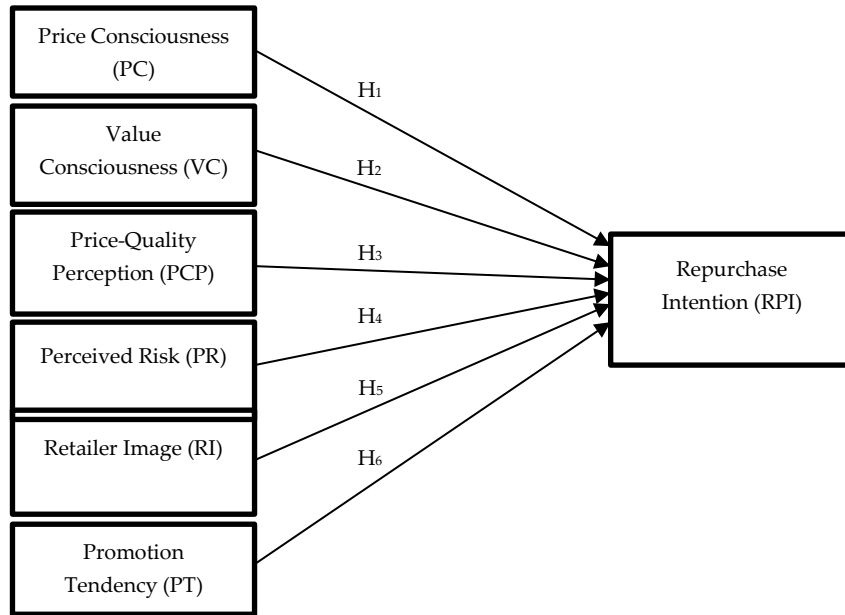 Price Consciousness
(PC)
H₁
Value
Consciousness (VC)
H₂
Price-Quality
Perception (PCP)
H₃
Repurchase
Intention (RPI)
H₄
Perceived Risk (PR)
H₅
Retailer Image (RI)
H₆
Promotion
Tendency (PT)